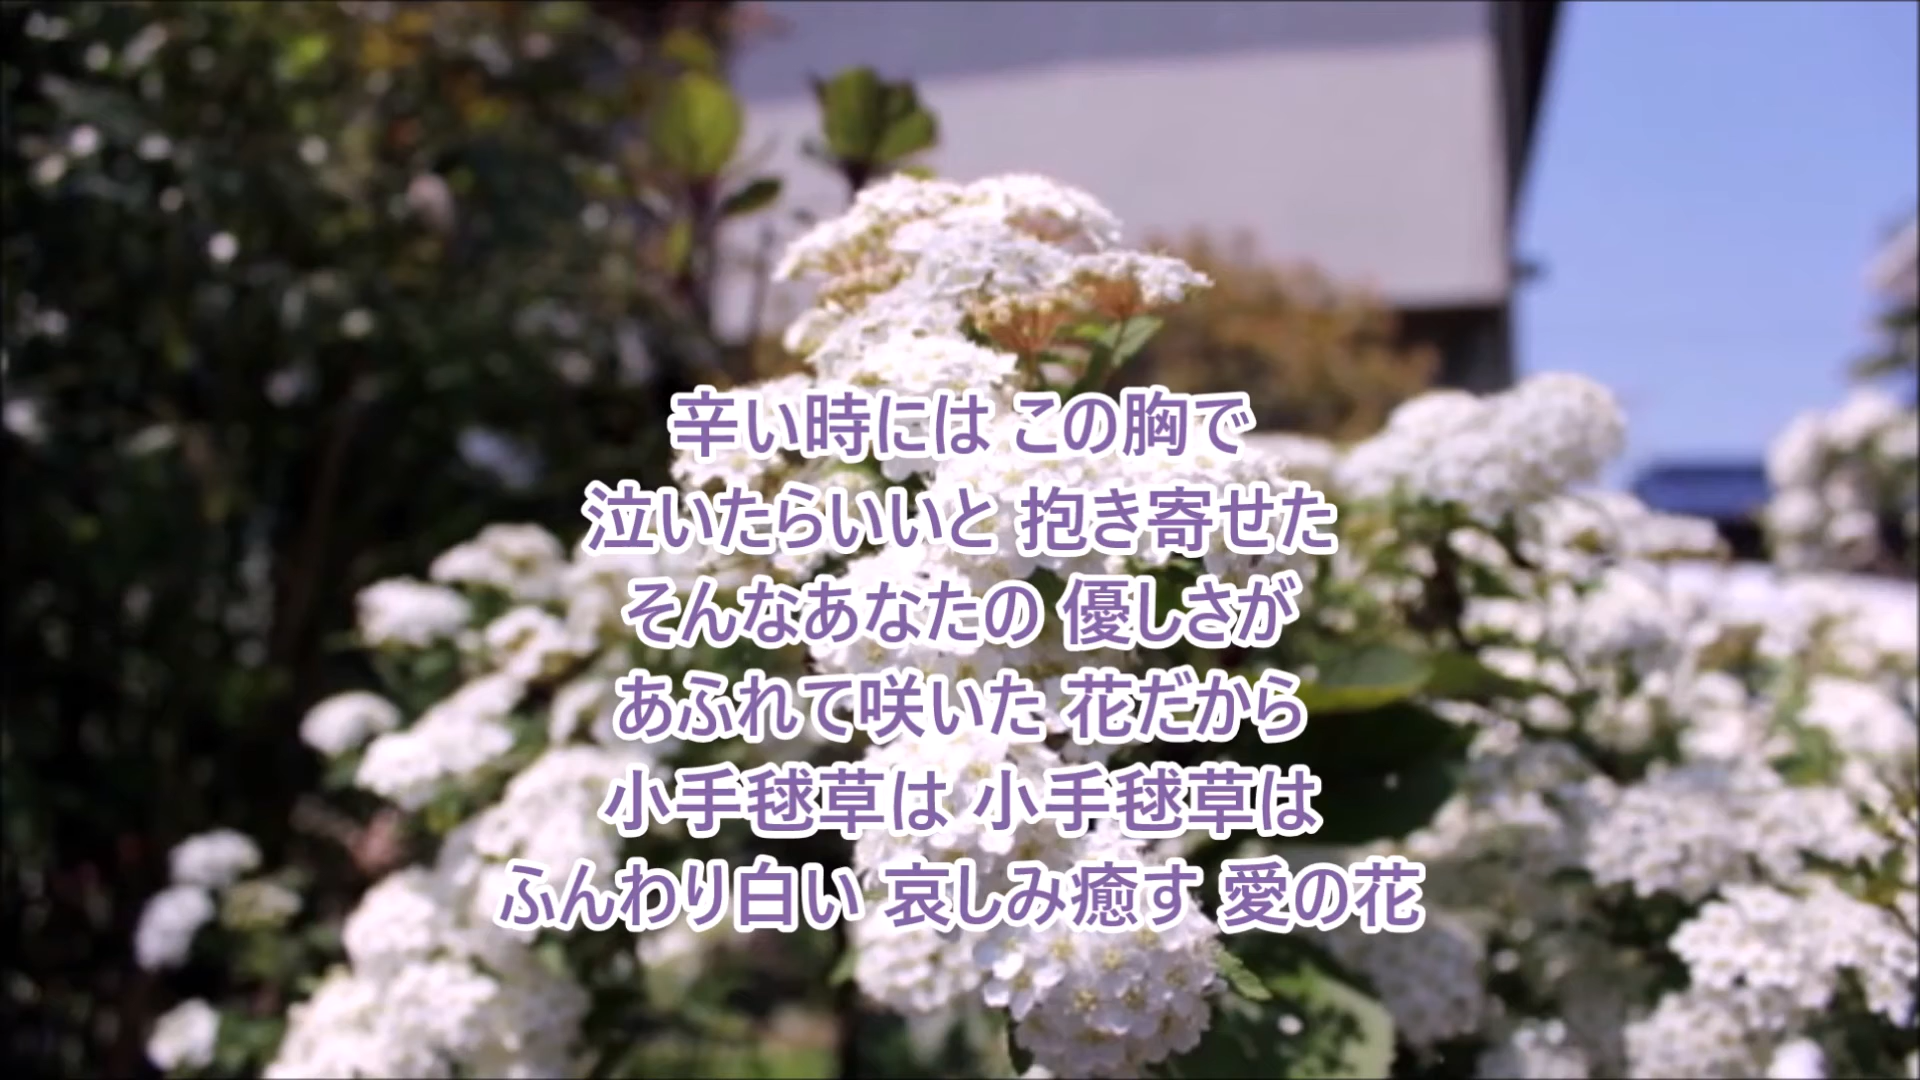 辛い時には この胸で
泣いたらいいと 抱き寄せた
そんなあなたの 優しさが
あふれて咲いた 花だから
小手毬草は 小手毬草は
ふんわり白い 哀しみ癒す 愛の花